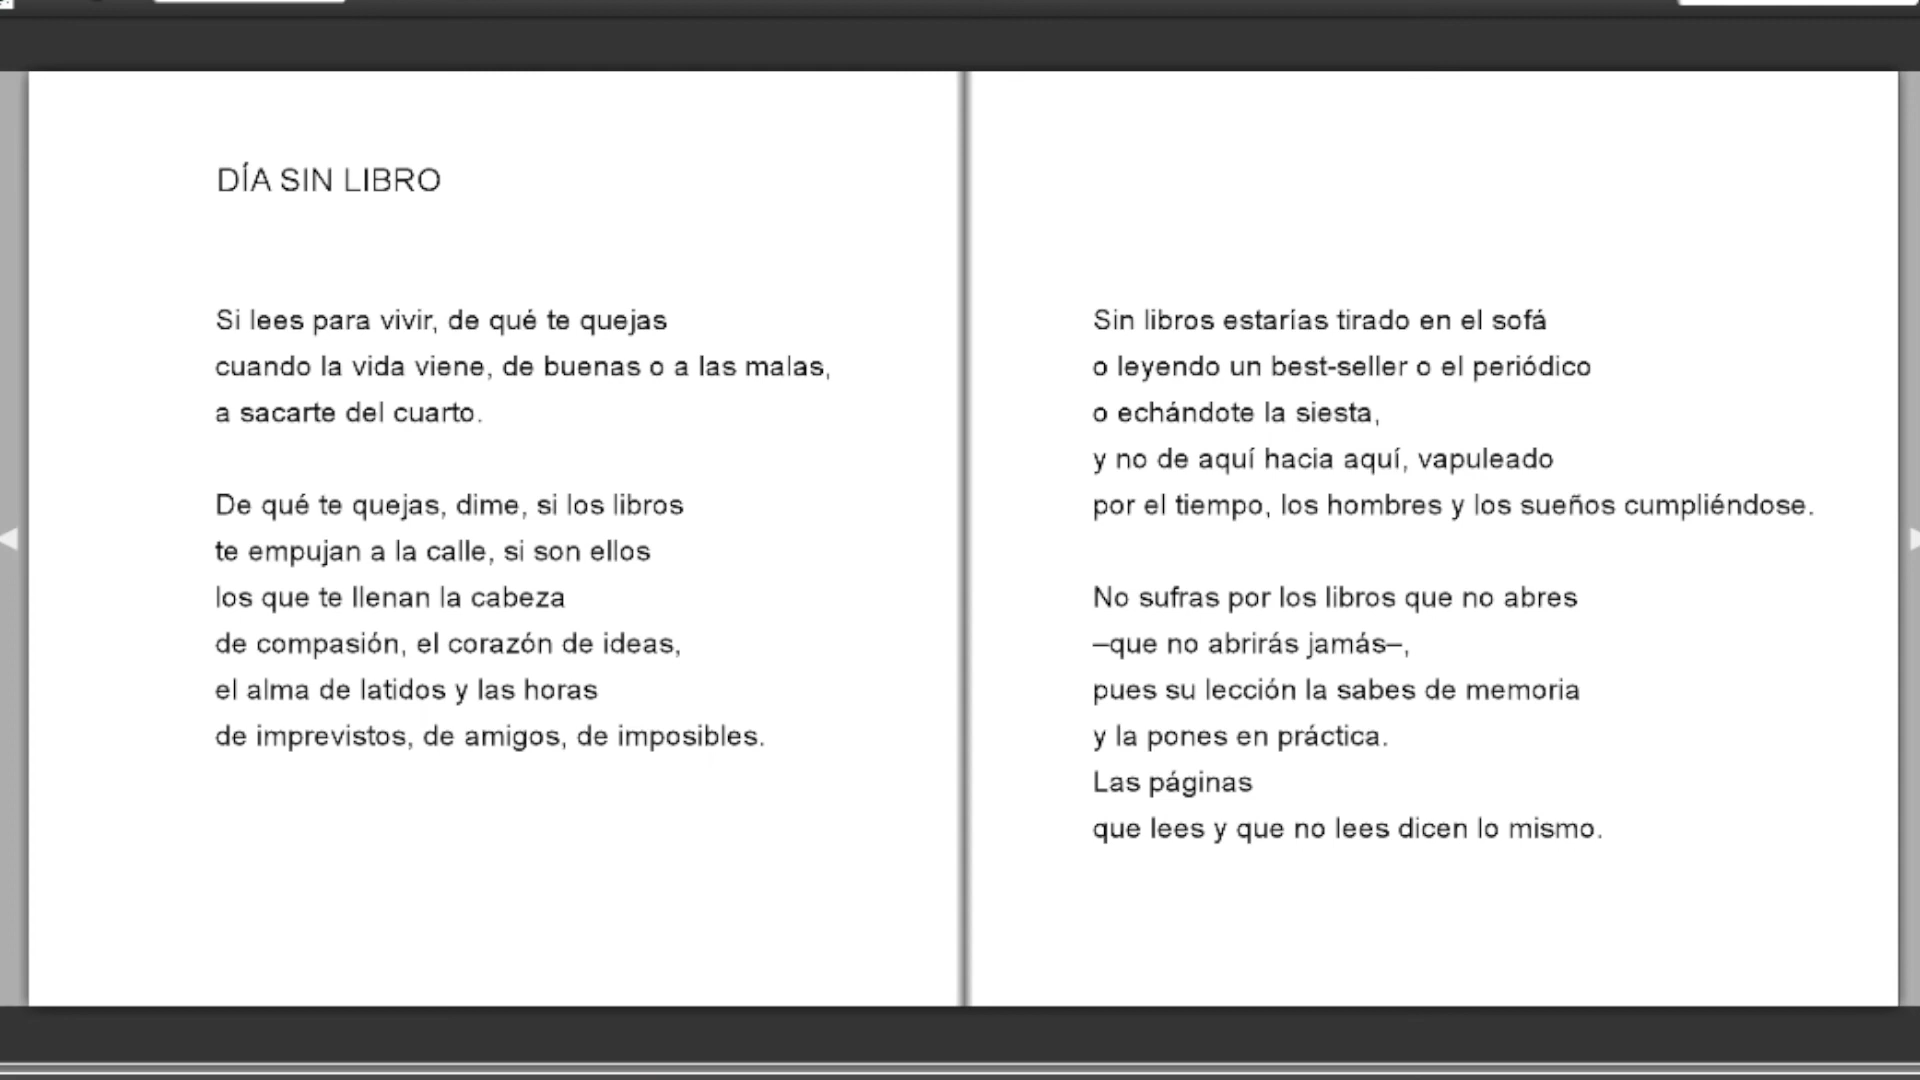 DÍA SIN LIBRO
Si lees para vivir, de qué te quejas
cuando la vida viene, de buenas o a las malas,
a sacarte del cuarto.
De qué te quejas, dime, si los libros
te empujan a la calle, si son ellos
los que te llenan la cabeza
de compasión, el corazón de ideas,
el alma de latidos y las horas
de imprevistos, de amigos, de imposibles.
Sin libros estarías tirado en el sofá
o leyendo un best-seller o el periódico
o echándote la siesta,
y no de aquí hacia aquí, vapuleado
por el tiempo, los hombres y los sueños cumpliéndose.
No sufras por los libros que no abres
–que no abrirás jamás–,
pues su lección la sabes de memoria
y la pones en práctica.
Las páginas
que lees y que no lees dicen lo mismo.